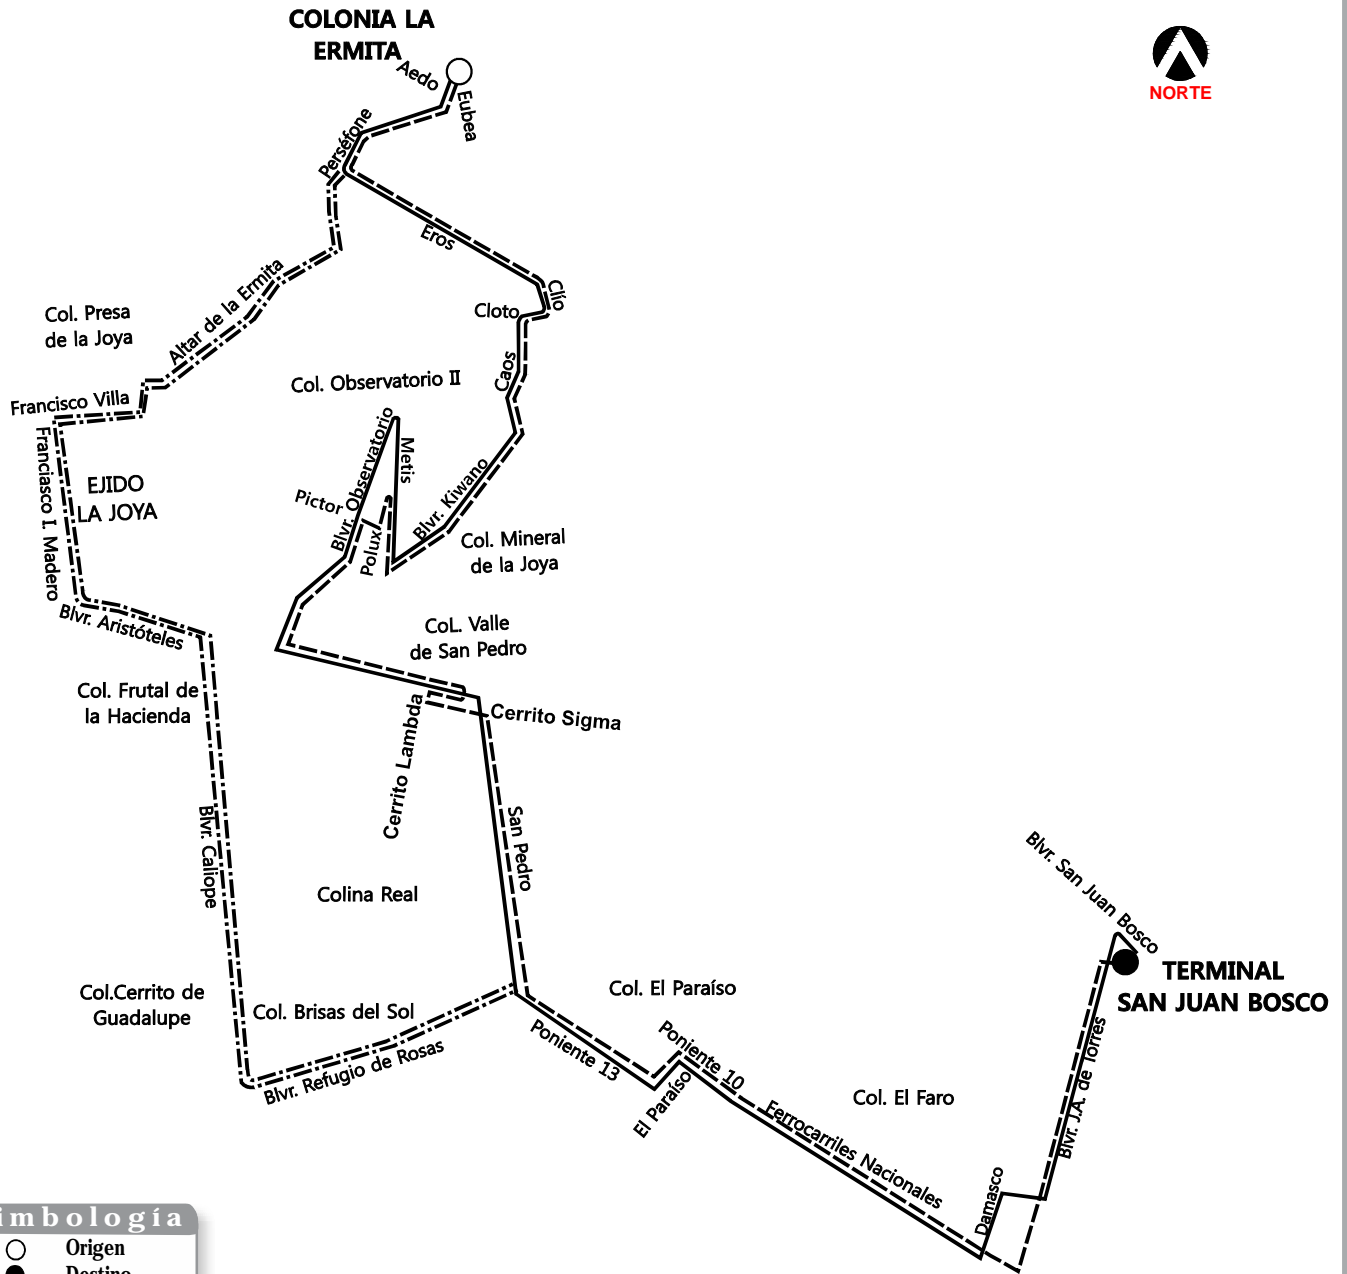 COLONIA LA
ERMITA
NORTE
Aedo
Eubea
Perséfone
Eros
Clío
Cloto
Col. Presa
de la Joya
Altar de la Ermita
Caos
Col. Observatorio II
Francisco Villa
Franciasco I. Madero
EJIDO
LA JOYA
Blvr. Observatorio
Metis
Pictor
Polux
Blvr. Kiwano
Col. Mineral
de la Joya
Blvr. Aristóteles
CoL. Valle
de San Pedro
Col. Frutal de
la Hacienda
Cerrito Lambda
Cerrito Sigma
Blvr. Caliope
San Pedro
Colina Real
Blvr. San Juan Bosco
TERMINAL
SAN JUAN BOSCO
Col.Cerrito de
Guadalupe
Col. Brisas del Sol
Col. El Paraíso
Blvr. Refugio de Rosas
Poniente 13
Poniente 10
El Paraíso
Col. El Faro
Ferrocarriles Nacionales
Blvr. J.A. de Torres
Damasco
imbología
Origen
Destino